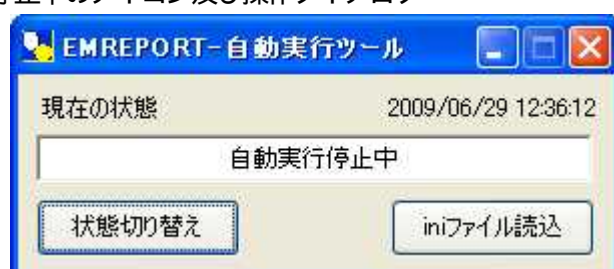 EMREPORT-自動実行ツール
現在の状態 2009/06/29 12:36:12
自動実行停止中
状態切り替え iniファイル読込